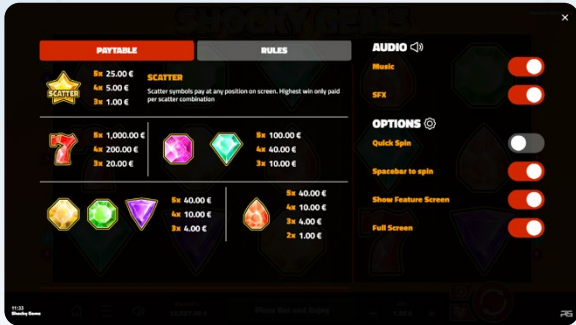 SHOCKY GEMS
PAYTABLE
RULES
SCATTER
5x 25.00 €
4x 5.00 €
3x 1.00 €
SCATTER
Scatter symbols pay at any position on screen. Highest win only paid
per scatter combination
5x 1,000.00 €
4x 200.00 €
3x 20.00 €
5x 100.00 €
4x 40.00 €
3x 10.00 €
5x 40.00 €
4x 10.00 €
3x 4.00 €
5x 40.00 €
4x 10.00 €
3x 4.00 €
2x 1.00 €
AUDIO
Music
SFX
OPTIONS
Quick Spin
Spacebar to spin
Show Feature Screen
Full Screen
11:33
Shocky Gems
Place Bet and Enjoy